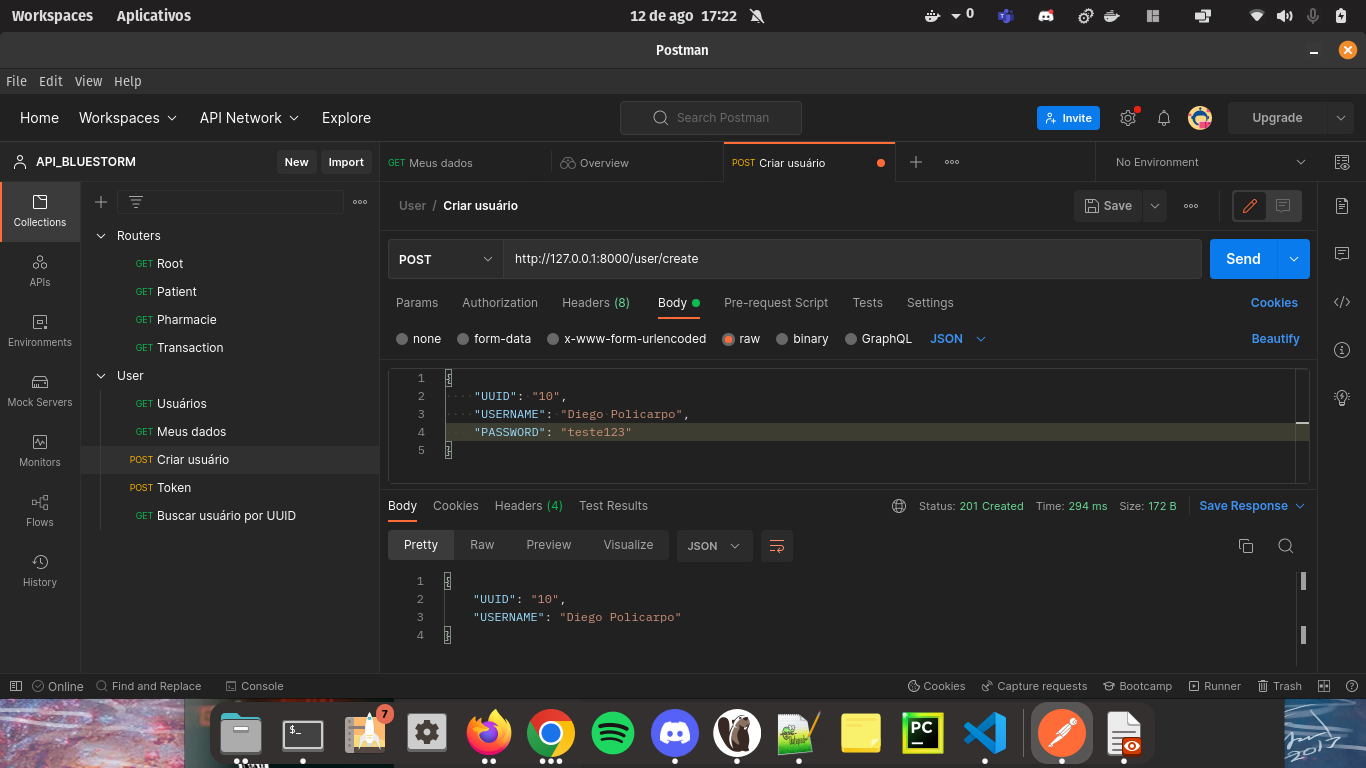 Workspaces Aplicativos 12 de ago 17:22 0
Postman
File Edit View Help
Home Workspaces API Network Explore Search Postman Invite Upgrade
API_BLUESTORM New Import GET Meus dados Overview POST Criar usuário No Environment
Collections
APIs
Environments
Mock Servers
Monitors
Flows
History
Routers
GET Root
GET Patient
GET Pharmacie
GET Transaction
User
GET Usuários
GET Meus dados
POST Criar usuário
POST Token
GET Buscar usuário por UUID
User / Criar usuário Save
POST http://127.0.0.1:8000/user/create Send
Params Authorization Headers (8) Body Pre-request Script Tests Settings Cookies
none form-data x-www-form-urlencoded raw binary GraphQL JSON Beautify
1 {
2 "UUID": "10",
3 "USERNAME": "Diego Policarpo",
4 "PASSWORD": "teste123"
5 }
Body Cookies Headers (4) Test Results Status: 201 Created Time: 294 ms Size: 172 B Save Response
Pretty Raw Preview Visualize JSON
1 {
2 "UUID": "10",
3 "USERNAME": "Diego Policarpo"
4 }
Online Find and Replace Console Cookies Capture requests Bootcamp Runner Trash
$_ 7 PC
2017